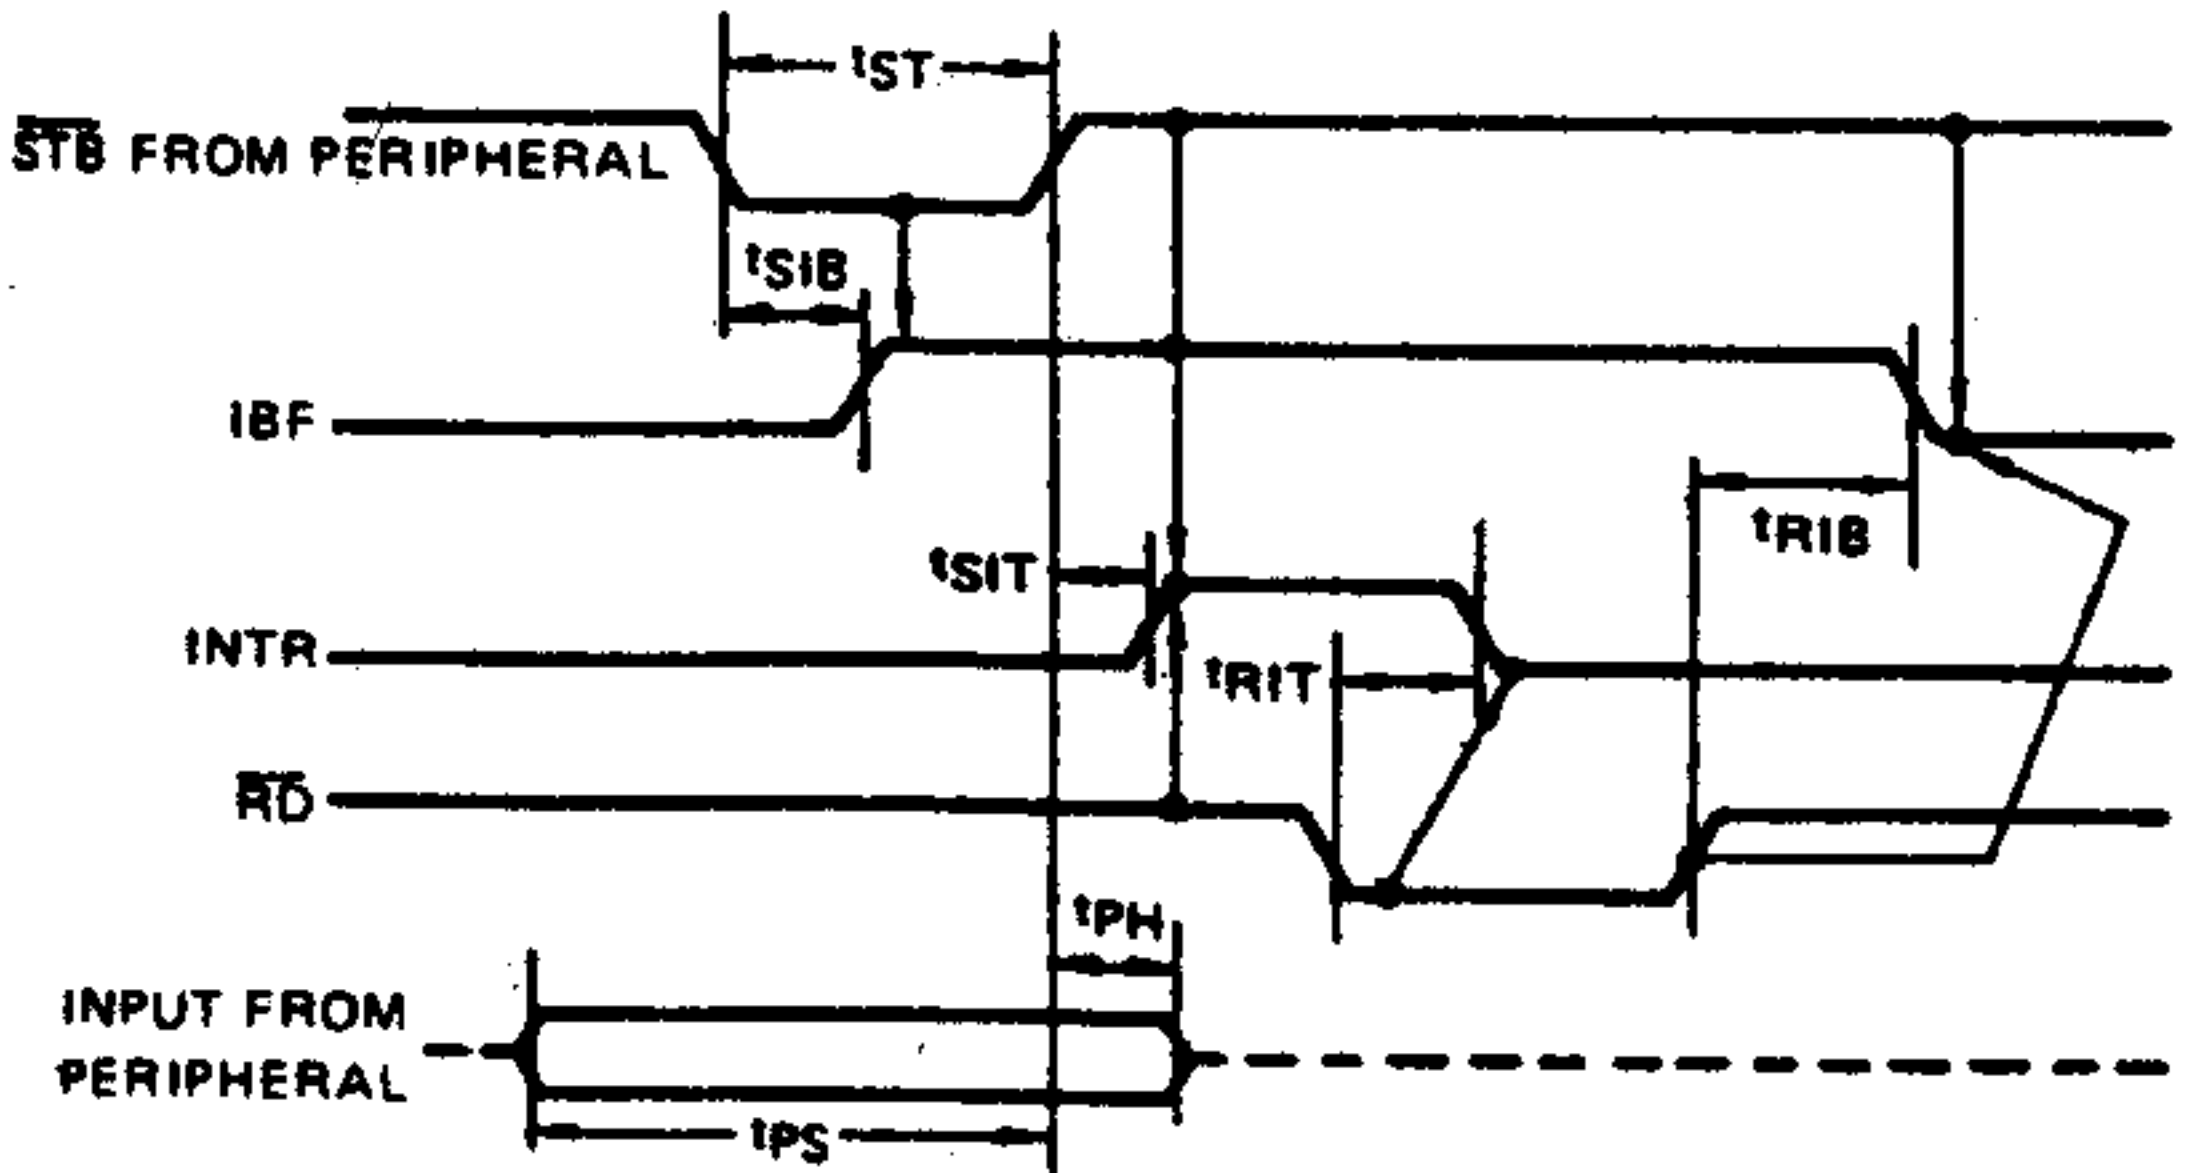 tST
STB FROM PERIPHERAL
tSIB
IBF
tRIB
tSIT
INTR
tRIT
RD
tPH
INPUT FROM
PERIPHERAL
tPS